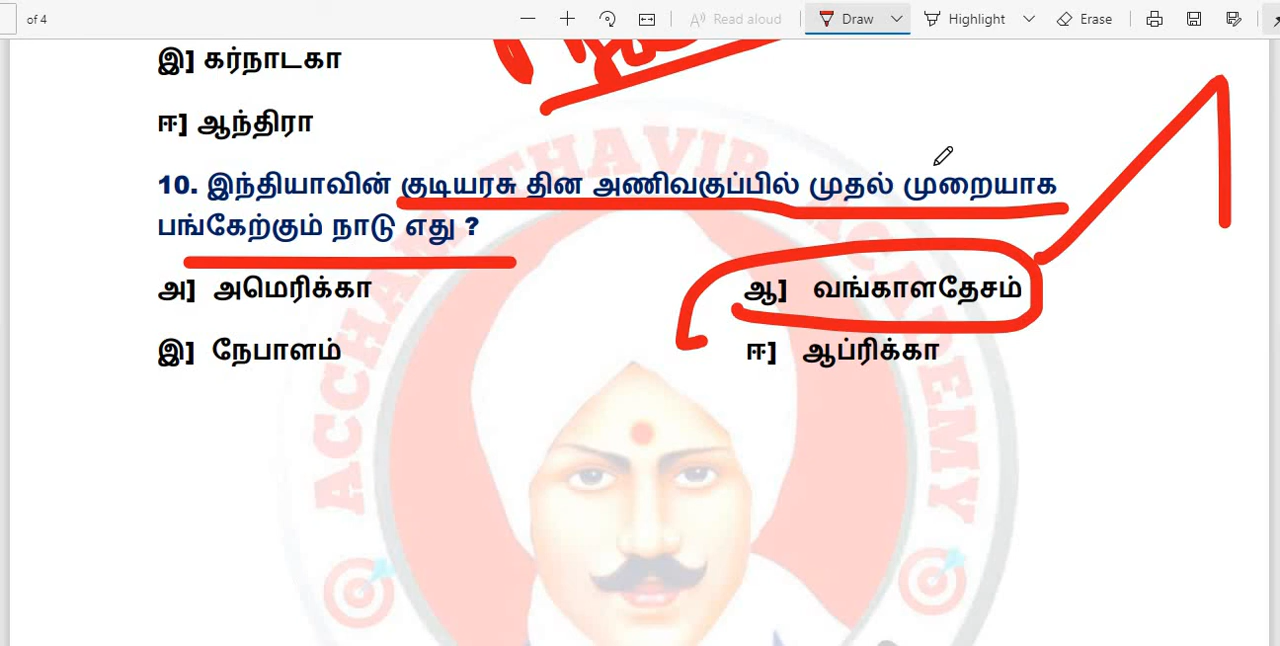 of 4
Read aloud
Draw
Highlight
Erase
இ] கர்நாடகா
ஈ] ஆந்திரா
10. இந்தியாவின் குடியரசு தின அணிவகுப்பில் முதல் முறையாக
பங்கேற்கும் நாடு எது ?
அ] அமெரிக்கா
ஆ] வங்காளதேசம்
இ] நேபாளம்
ஈ] ஆப்ரிக்கா